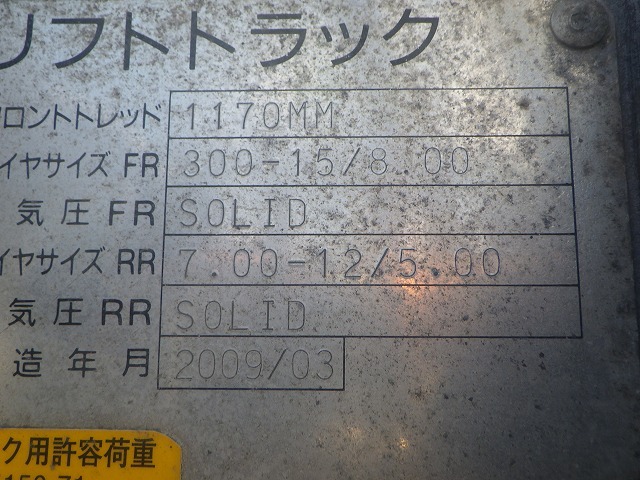 リフトトラック
フロントトレッド 1170MM
イヤサイズ FR 300-15/8.00
気圧 FR SOLID
イヤサイズ RR 7.00-12/5.00
気圧 RR SOLID
造年月 2009/03
ク用許容荷重